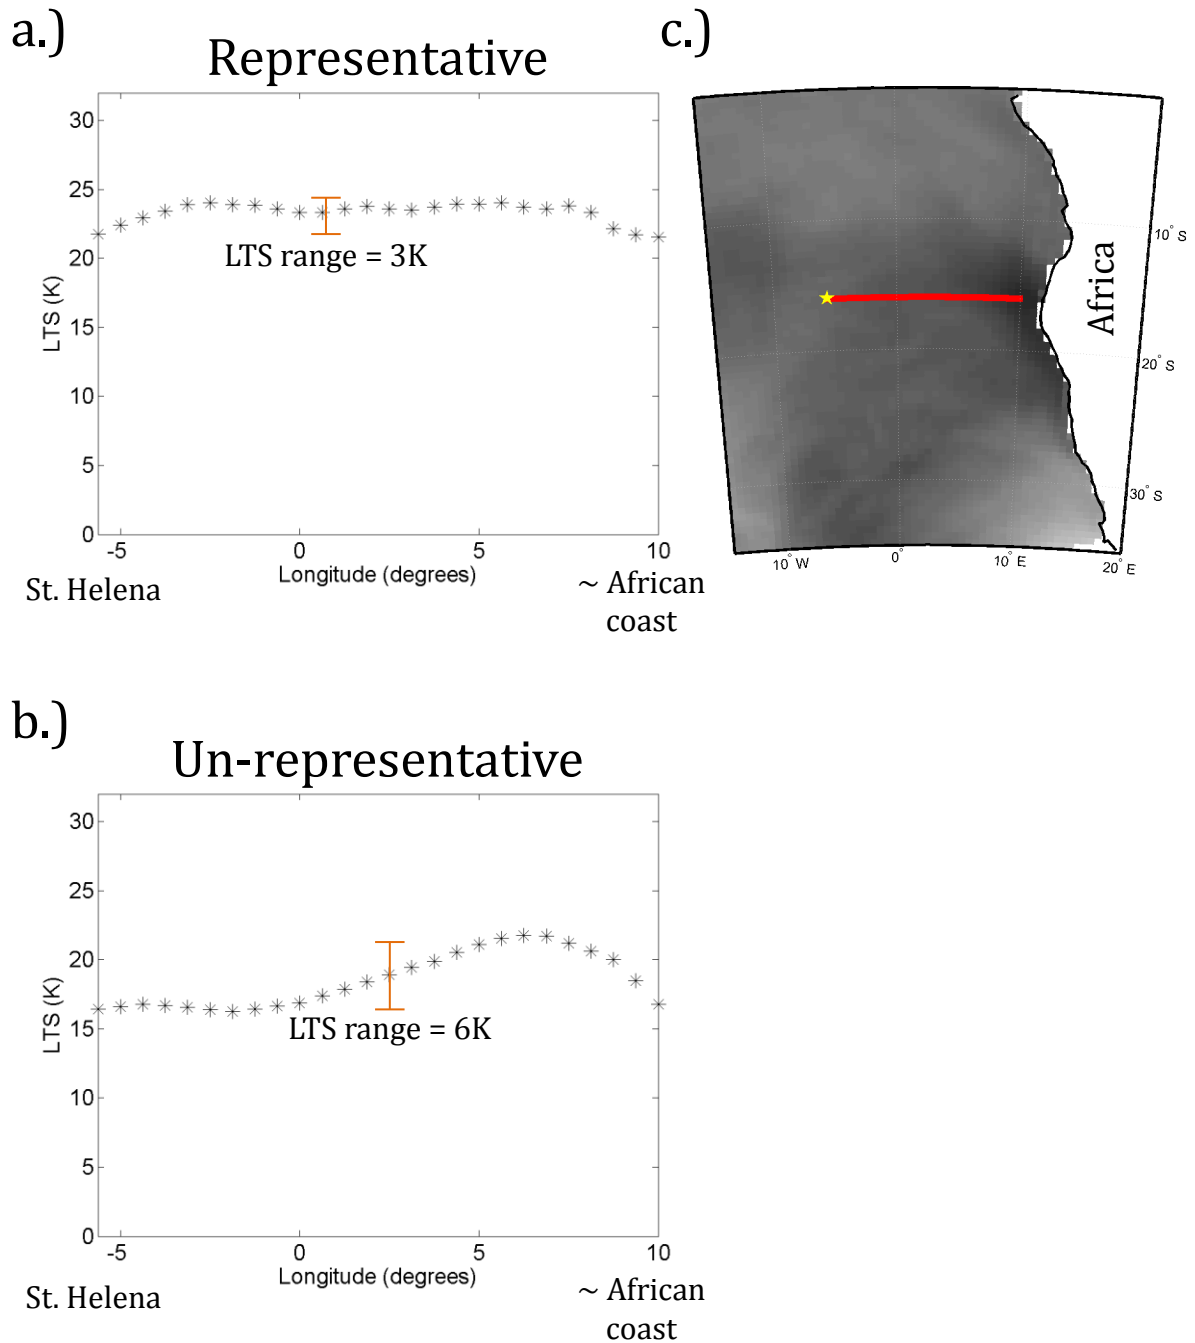 a.)
Representative
30
25
20
15
10
5
0
LTS (K)
LTS range = 3K
-5
0
5
10
Longitude (degrees)
St. Helena
~ African
coast
c.)
Africa
10° S
20° S
30° S
10° W
0°
10° E
20° E
b.)
Un-representative
30
25
20
15
10
5
0
LTS (K)
LTS range = 6K
-5
0
5
10
Longitude (degrees)
St. Helena
~ African
coast